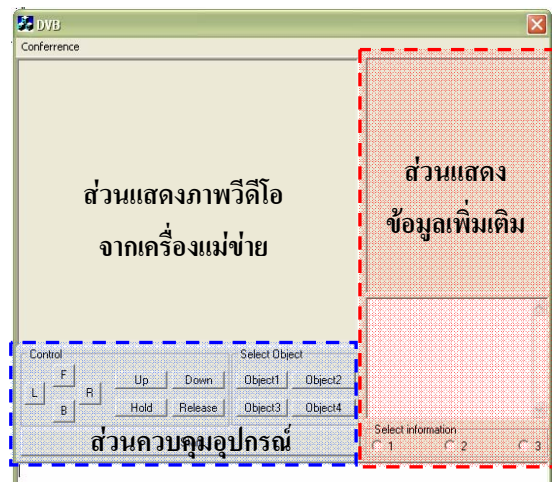 DVB
Conferrence
ส่วนแสดงภาพวีดีโอ
จากเครื่องแม่ข่าย
ส่วนแสดง
ข้อมูลเพิ่มเติม
Control
F
L
R
B
Up
Down
Hold
Release
Select Object
Object1
Object2
Object3
Object4
ส่วนควบคุมอุปกรณ์
Select information
1
2
3